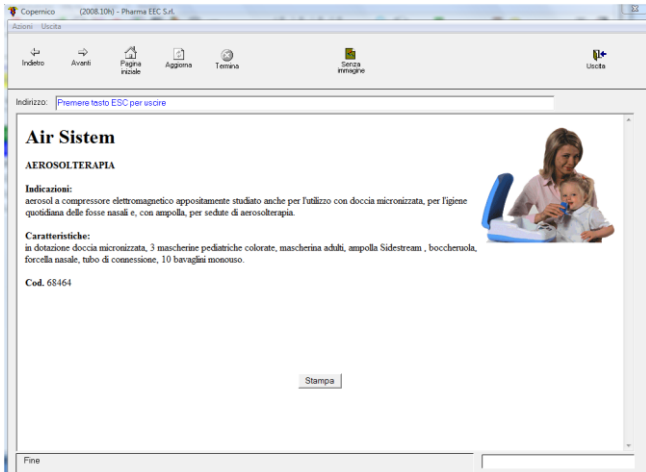 Copernico (2008.10h) - Pharma EEC S.r.l.
Azioni Uscita
Indietro Avanti Pagina iniziale Aggiorna Termina Senza immagine Uscita
Indirizzo: Premere tasto ESC per uscire
Air Sistem
AEROSOLTERAPIA
Indicazioni:
aerosol a compressore elettromagnetico appositamente studiato anche per l'utilizzo con doccia micronizzata, per l'igiene
quotidiana delle fosse nasali e, con ampolla, per sedute di aerosolterapia.
Caratteristiche:
in dotazione doccia micronizzata, 3 mascherine pediatriche colorate, mascherina adulti, ampolla Sidestream , boccheruola,
forcella nasale, tubo di connessione, 10 bavaglini monouso.
Cod. 68464
Stampa
Fine